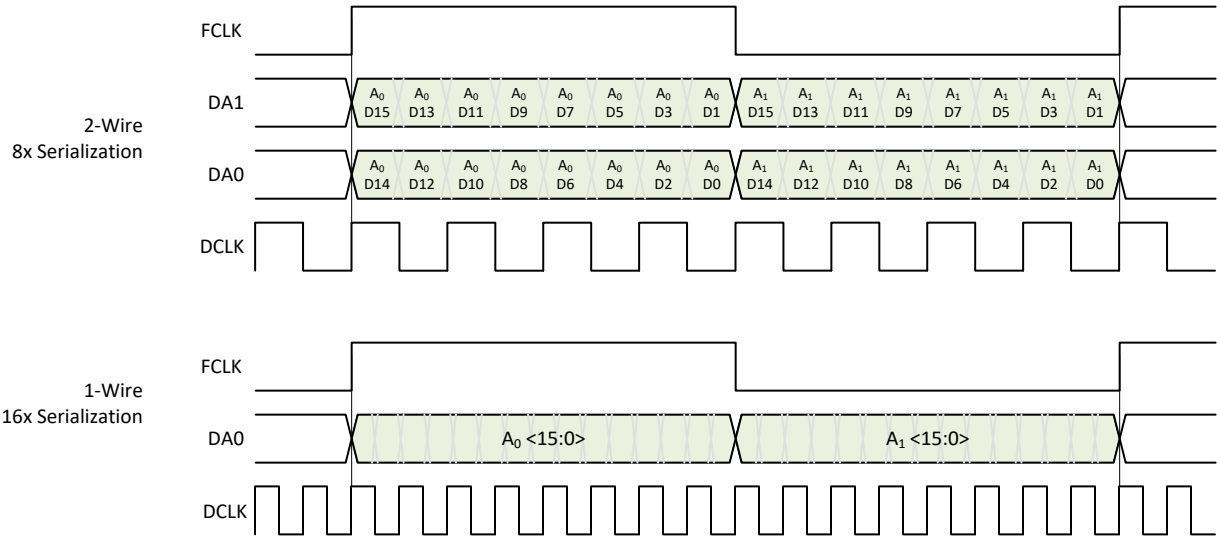 FCLK
DA1
A0 A0 A0 A0 A0 A0 A0 A0 A1 A1 A1 A1 A1 A1 A1 A1
D15 D13 D11 D9 D7 D5 D3 D1 D15 D13 D11 D9 D7 D5 D3 D1
2-Wire
8x Serialization
DA0
A0 A0 A0 A0 A0 A0 A0 A0 A1 A1 A1 A1 A1 A1 A1 A1
D14 D12 D10 D8 D6 D4 D2 D0 D14 D12 D10 D8 D6 D4 D2 D0
DCLK
FCLK
1-Wire
16x Serialization
DA0 A0 <15:0> A1 <15:0>
DCLK